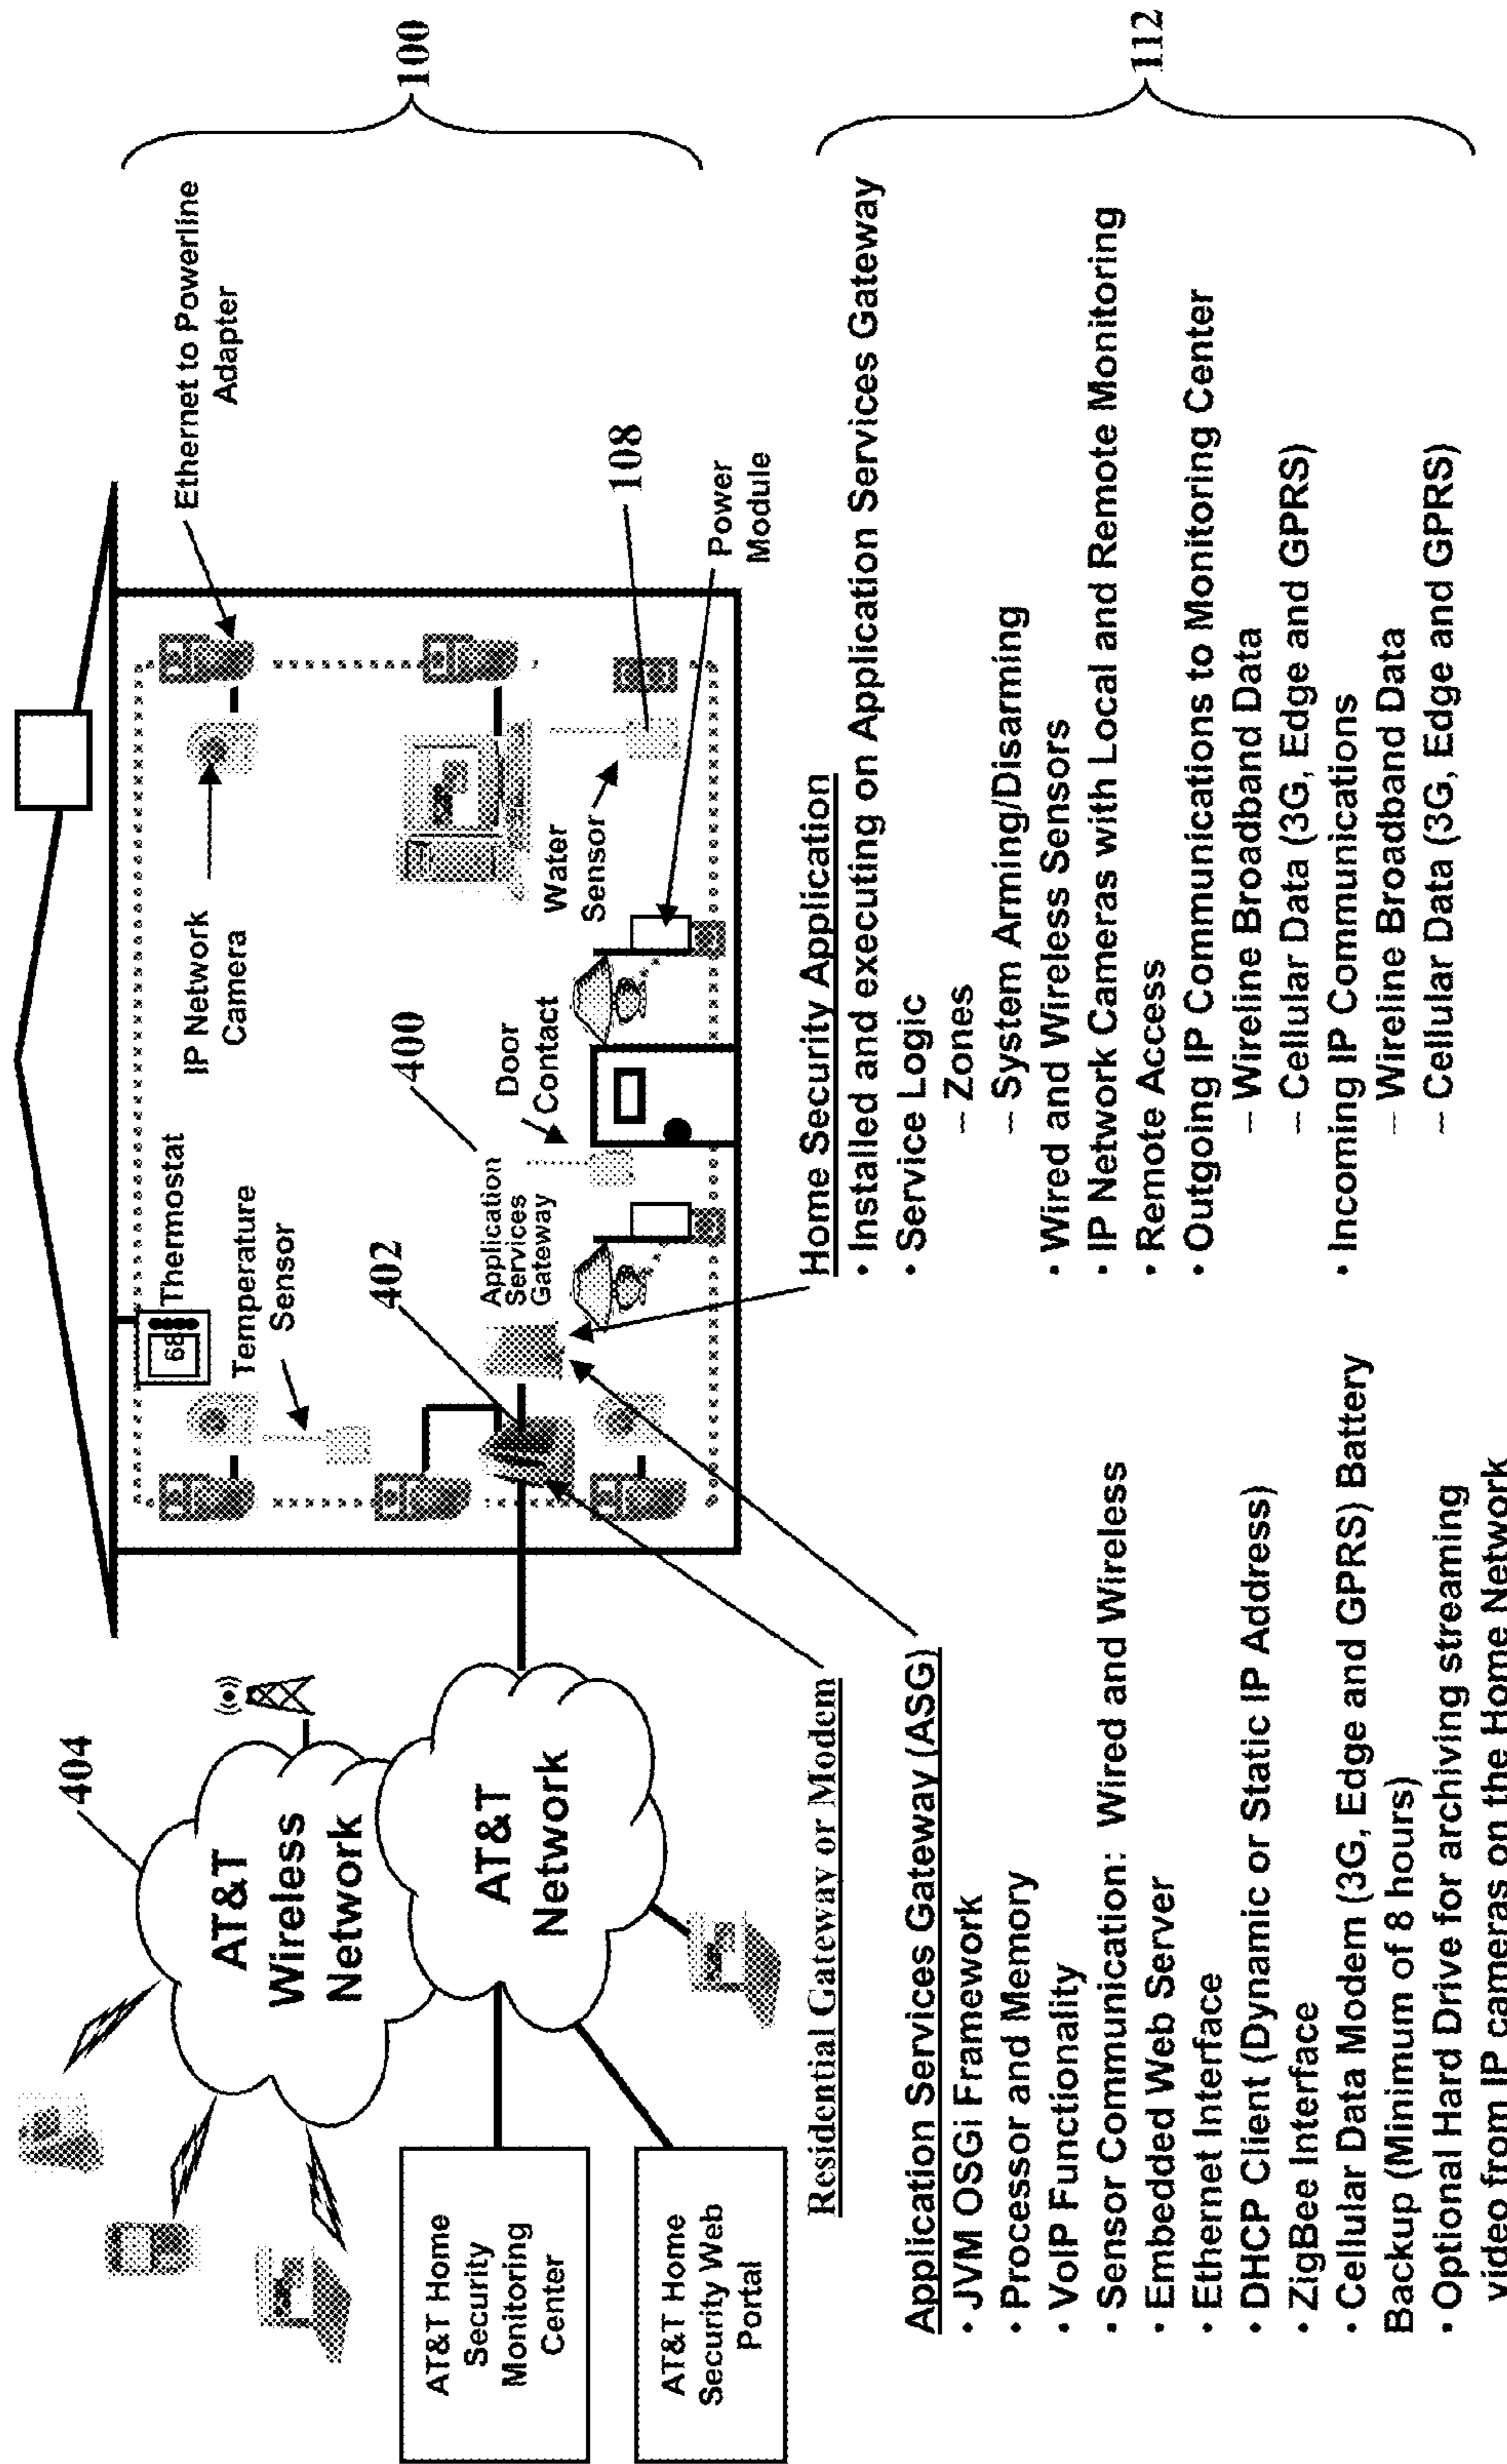 404
AT&T
Wireless
Network
AT&T
Network
AT&T Home
Security
Monitoring
Center
AT&T Home
Security Web
Portal
Residential Gateway or Modem
68
Thermostat
Temperature
Sensor
402
Application
Services
Gateway
400
Door
Contact
IP Network
Camera
Water
Sensor
Ethernet to Powerline
Adapter
108
Power
Module
100
Application Services Gateway (ASG)
• JVM OSGi Framework
• Processor and Memory
• VoIP Functionality
• Sensor Communication: Wired and Wireless
• Embedded Web Server
• Ethernet Interface
• DHCP Client (Dynamic or Static IP Address)
• ZigBee Interface
• Cellular Data Modem (3G, Edge and GPRS) Battery
Backup (Minimum of 8 hours)
• Optional Hard Drive for archiving streaming
video from IP cameras on the Home Network
Home Security Application
• Installed and executing on Application Services Gateway
• Service Logic
– Zones
– System Arming/Disarming
• Wired and Wireless Sensors
• IP Network Cameras with Local and Remote Monitoring
• Remote Access
• Outgoing IP Communications to Monitoring Center
– Wireline Broadband Data
– Cellular Data (3G, Edge and GPRS)
• Incoming IP Communications
– Wireline Broadband Data
– Cellular Data (3G, Edge and GPRS)
112